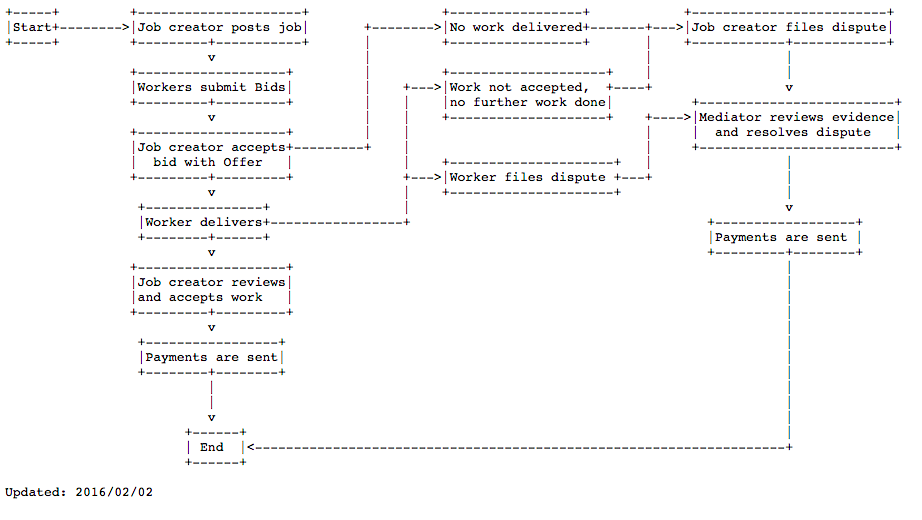 Start
Job creator posts job
No work delivered
Job creator files dispute
Workers submit Bids
Work not accepted,
no further work done
Mediator reviews evidence
and resolves dispute
Job creator accepts
bid with Offer
Worker files dispute
Worker delivers
Payments are sent
Job creator reviews
and accepts work
Payments are sent
End
Updated: 2016/02/02